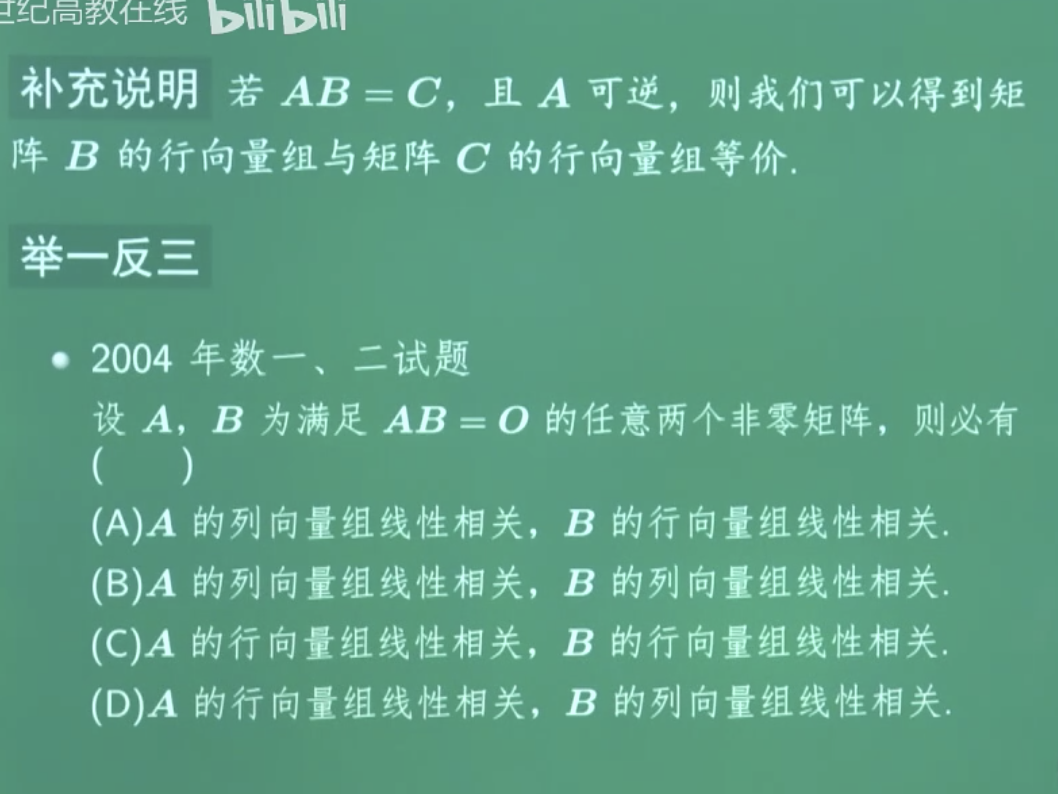 世纪高教在线 bilibili
补充说明 若 AB = C，且 A 可逆，则我们可以得到矩
阵 B 的行向量组与矩阵 C 的行向量组等价.
举一反三
2004 年数一、二试题
设 A，B 为满足 AB = O 的任意两个非零矩阵，则必有
( )
(A)A 的列向量组线性相关，B 的行向量组线性相关.
(B)A 的列向量组线性相关，B 的列向量组线性相关.
(C)A 的行向量组线性相关，B 的行向量组线性相关.
(D)A 的行向量组线性相关，B 的列向量组线性相关.